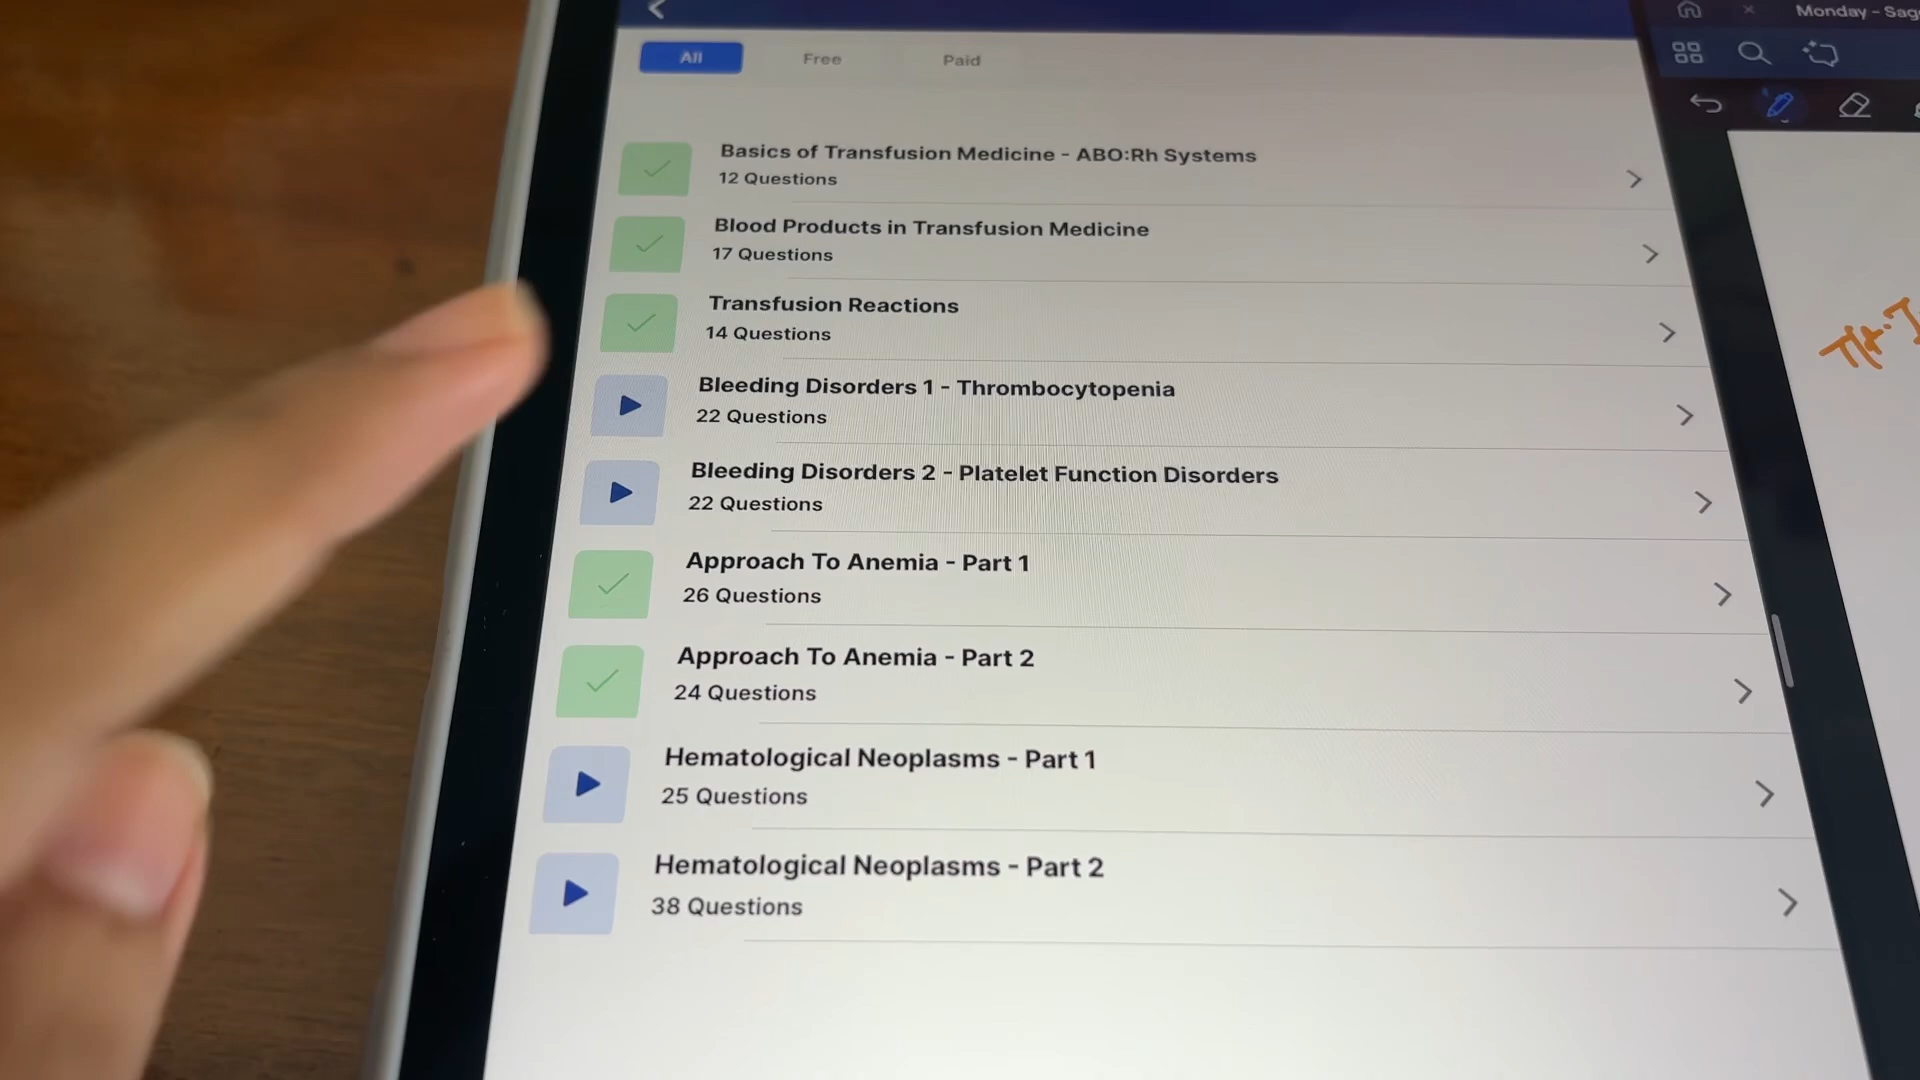 Monday - Sag
All Free Paid
Basics of Transfusion Medicine - ABO:Rh Systems
12 Questions
Blood Products in Transfusion Medicine
17 Questions
Transfusion Reactions
14 Questions
Bleeding Disorders 1 - Thrombocytopenia
22 Questions
Bleeding Disorders 2 - Platelet Function Disorders
22 Questions
Approach To Anemia - Part 1
26 Questions
Approach To Anemia - Part 2
24 Questions
Hematological Neoplasms - Part 1
25 Questions
Hematological Neoplasms - Part 2
38 Questions